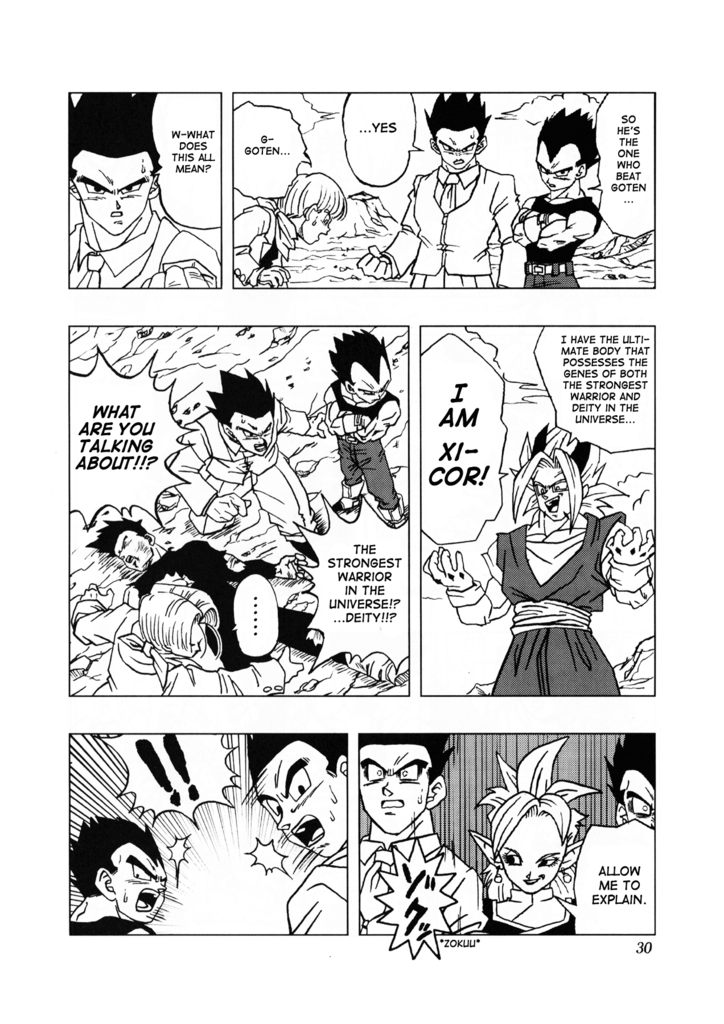 SO
HE'S
THE
ONE
WHO
BEAT
GOTEN
...
...YES
G-
GOTEN...
W-WHAT
DOES
THIS ALL
MEAN?
I HAVE THE ULTI-
MATE BODY THAT
POSSESSES THE
GENES OF BOTH
THE STRONGEST
WARRIOR AND
DEITY IN THE
UNIVERSE...
I
AM
XI-
COR!
THE
STRONGEST
WARRIOR
IN THE
UNIVERSE!?
...DEITY!!?
......
WHAT
ARE YOU
TALKING
ABOUT!!?
ALLOW
ME TO
EXPLAIN.
ゾクッ
*ZOKUU*
!!
30